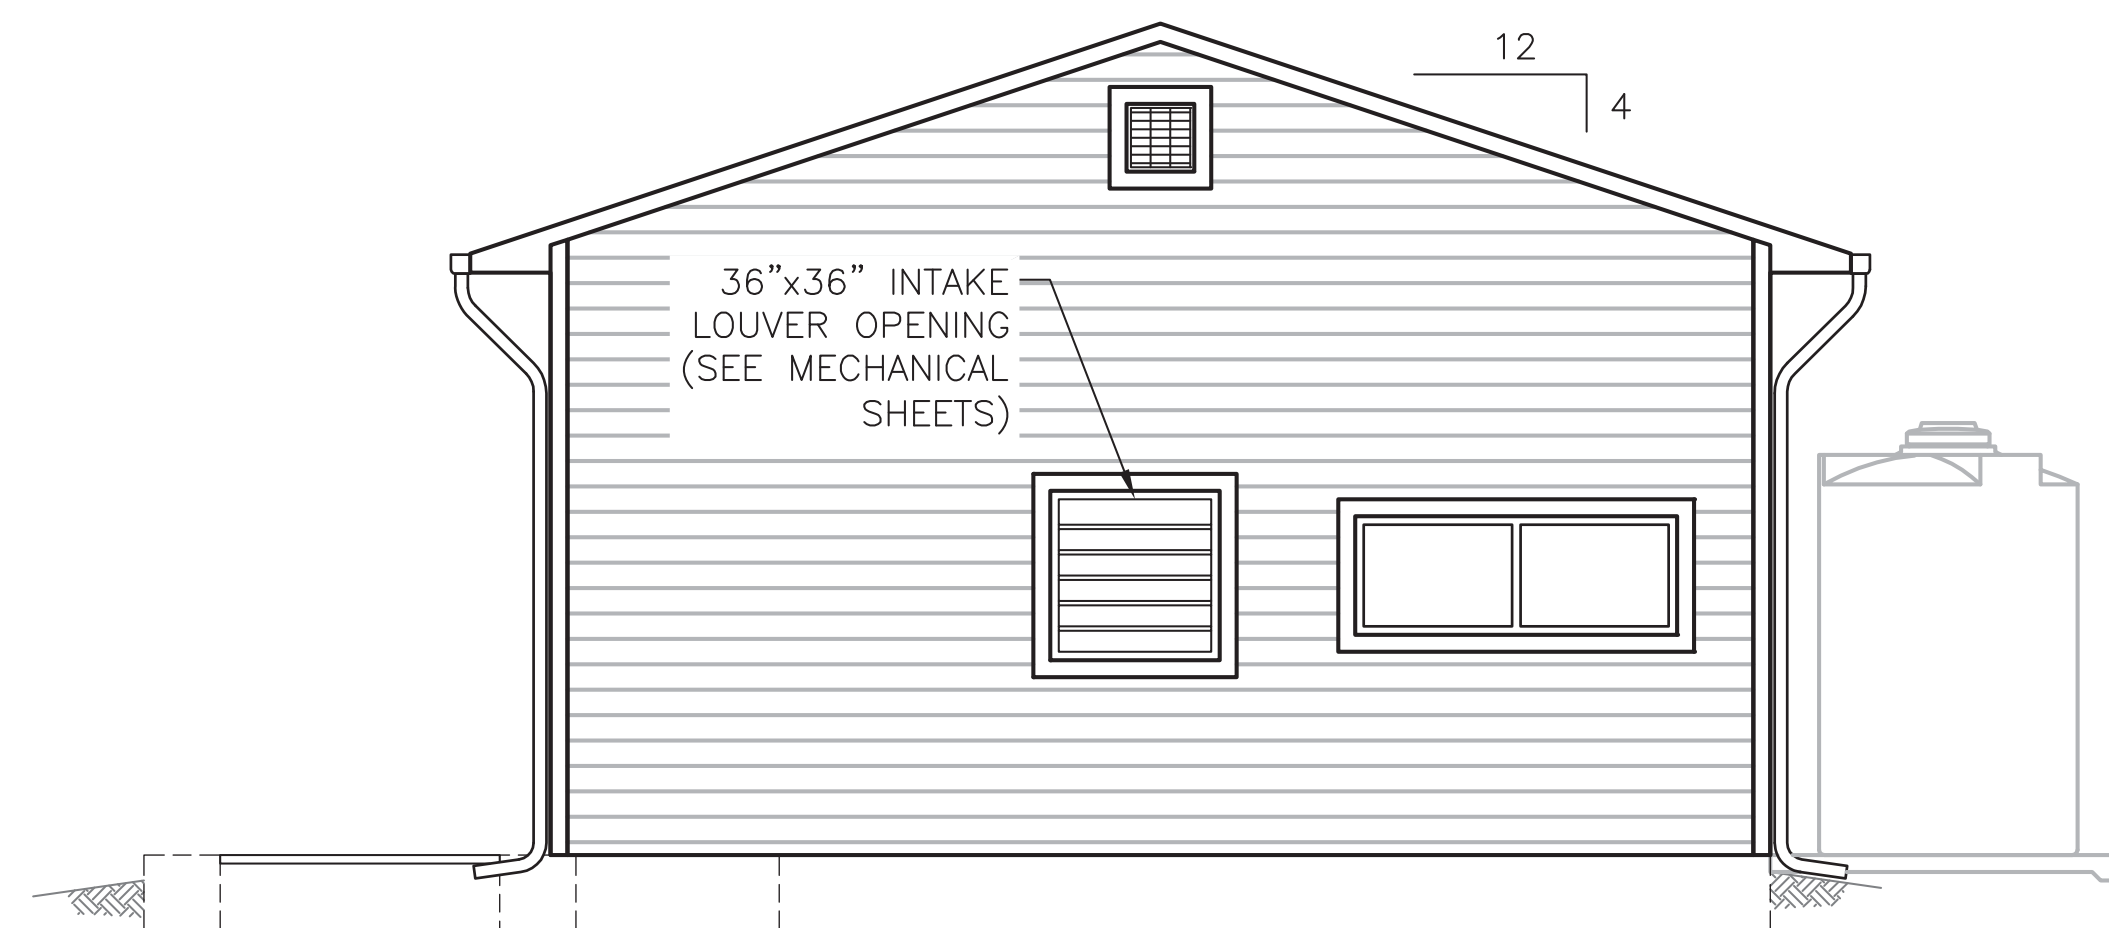 12
4
36”x36” INTAKE
LOUVER OPENING
(SEE MECHANICAL
SHEETS)